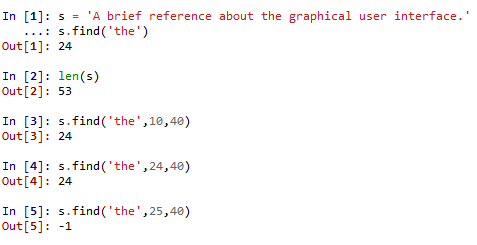 In [1]: s = 'A brief reference about the graphical user interface.'
   ...: s.find('the')
Out[1]: 24

In [2]: len(s)
Out[2]: 53

In [3]: s.find('the',10,40)
Out[3]: 24

In [4]: s.find('the',24,40)
Out[4]: 24

In [5]: s.find('the',25,40)
Out[5]: -1